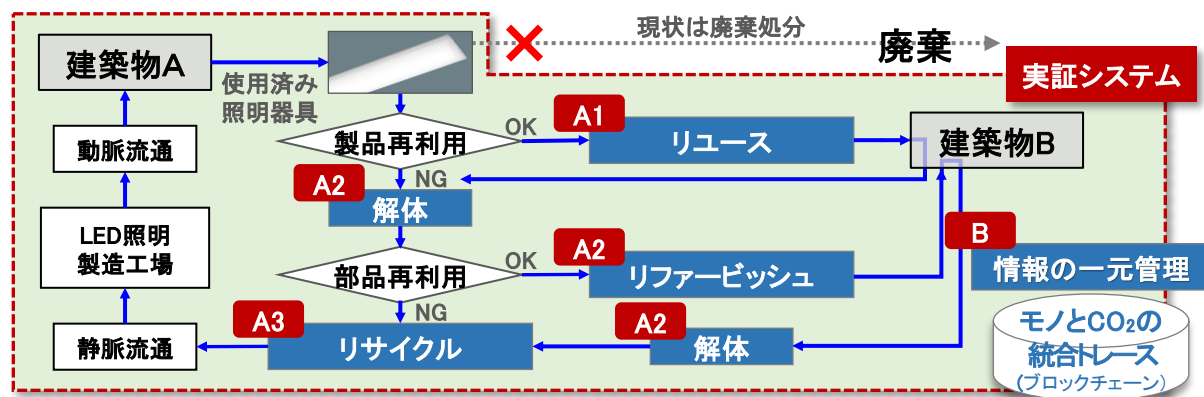 現状は廃棄処分
廃棄
実証システム
建築物A
使用済み
照明器具
動脈流通
LED照明
製造工場
静脈流通
製品再利用
OK
A1
リユース
建築物B
NG
A2
解体
部品再利用
OK
A2
リファービッシュ
NG
A3
リサイクル
A2
解体
B
情報の一元管理
モノとCO₂の
統合トレース
(ブロックチェーン)